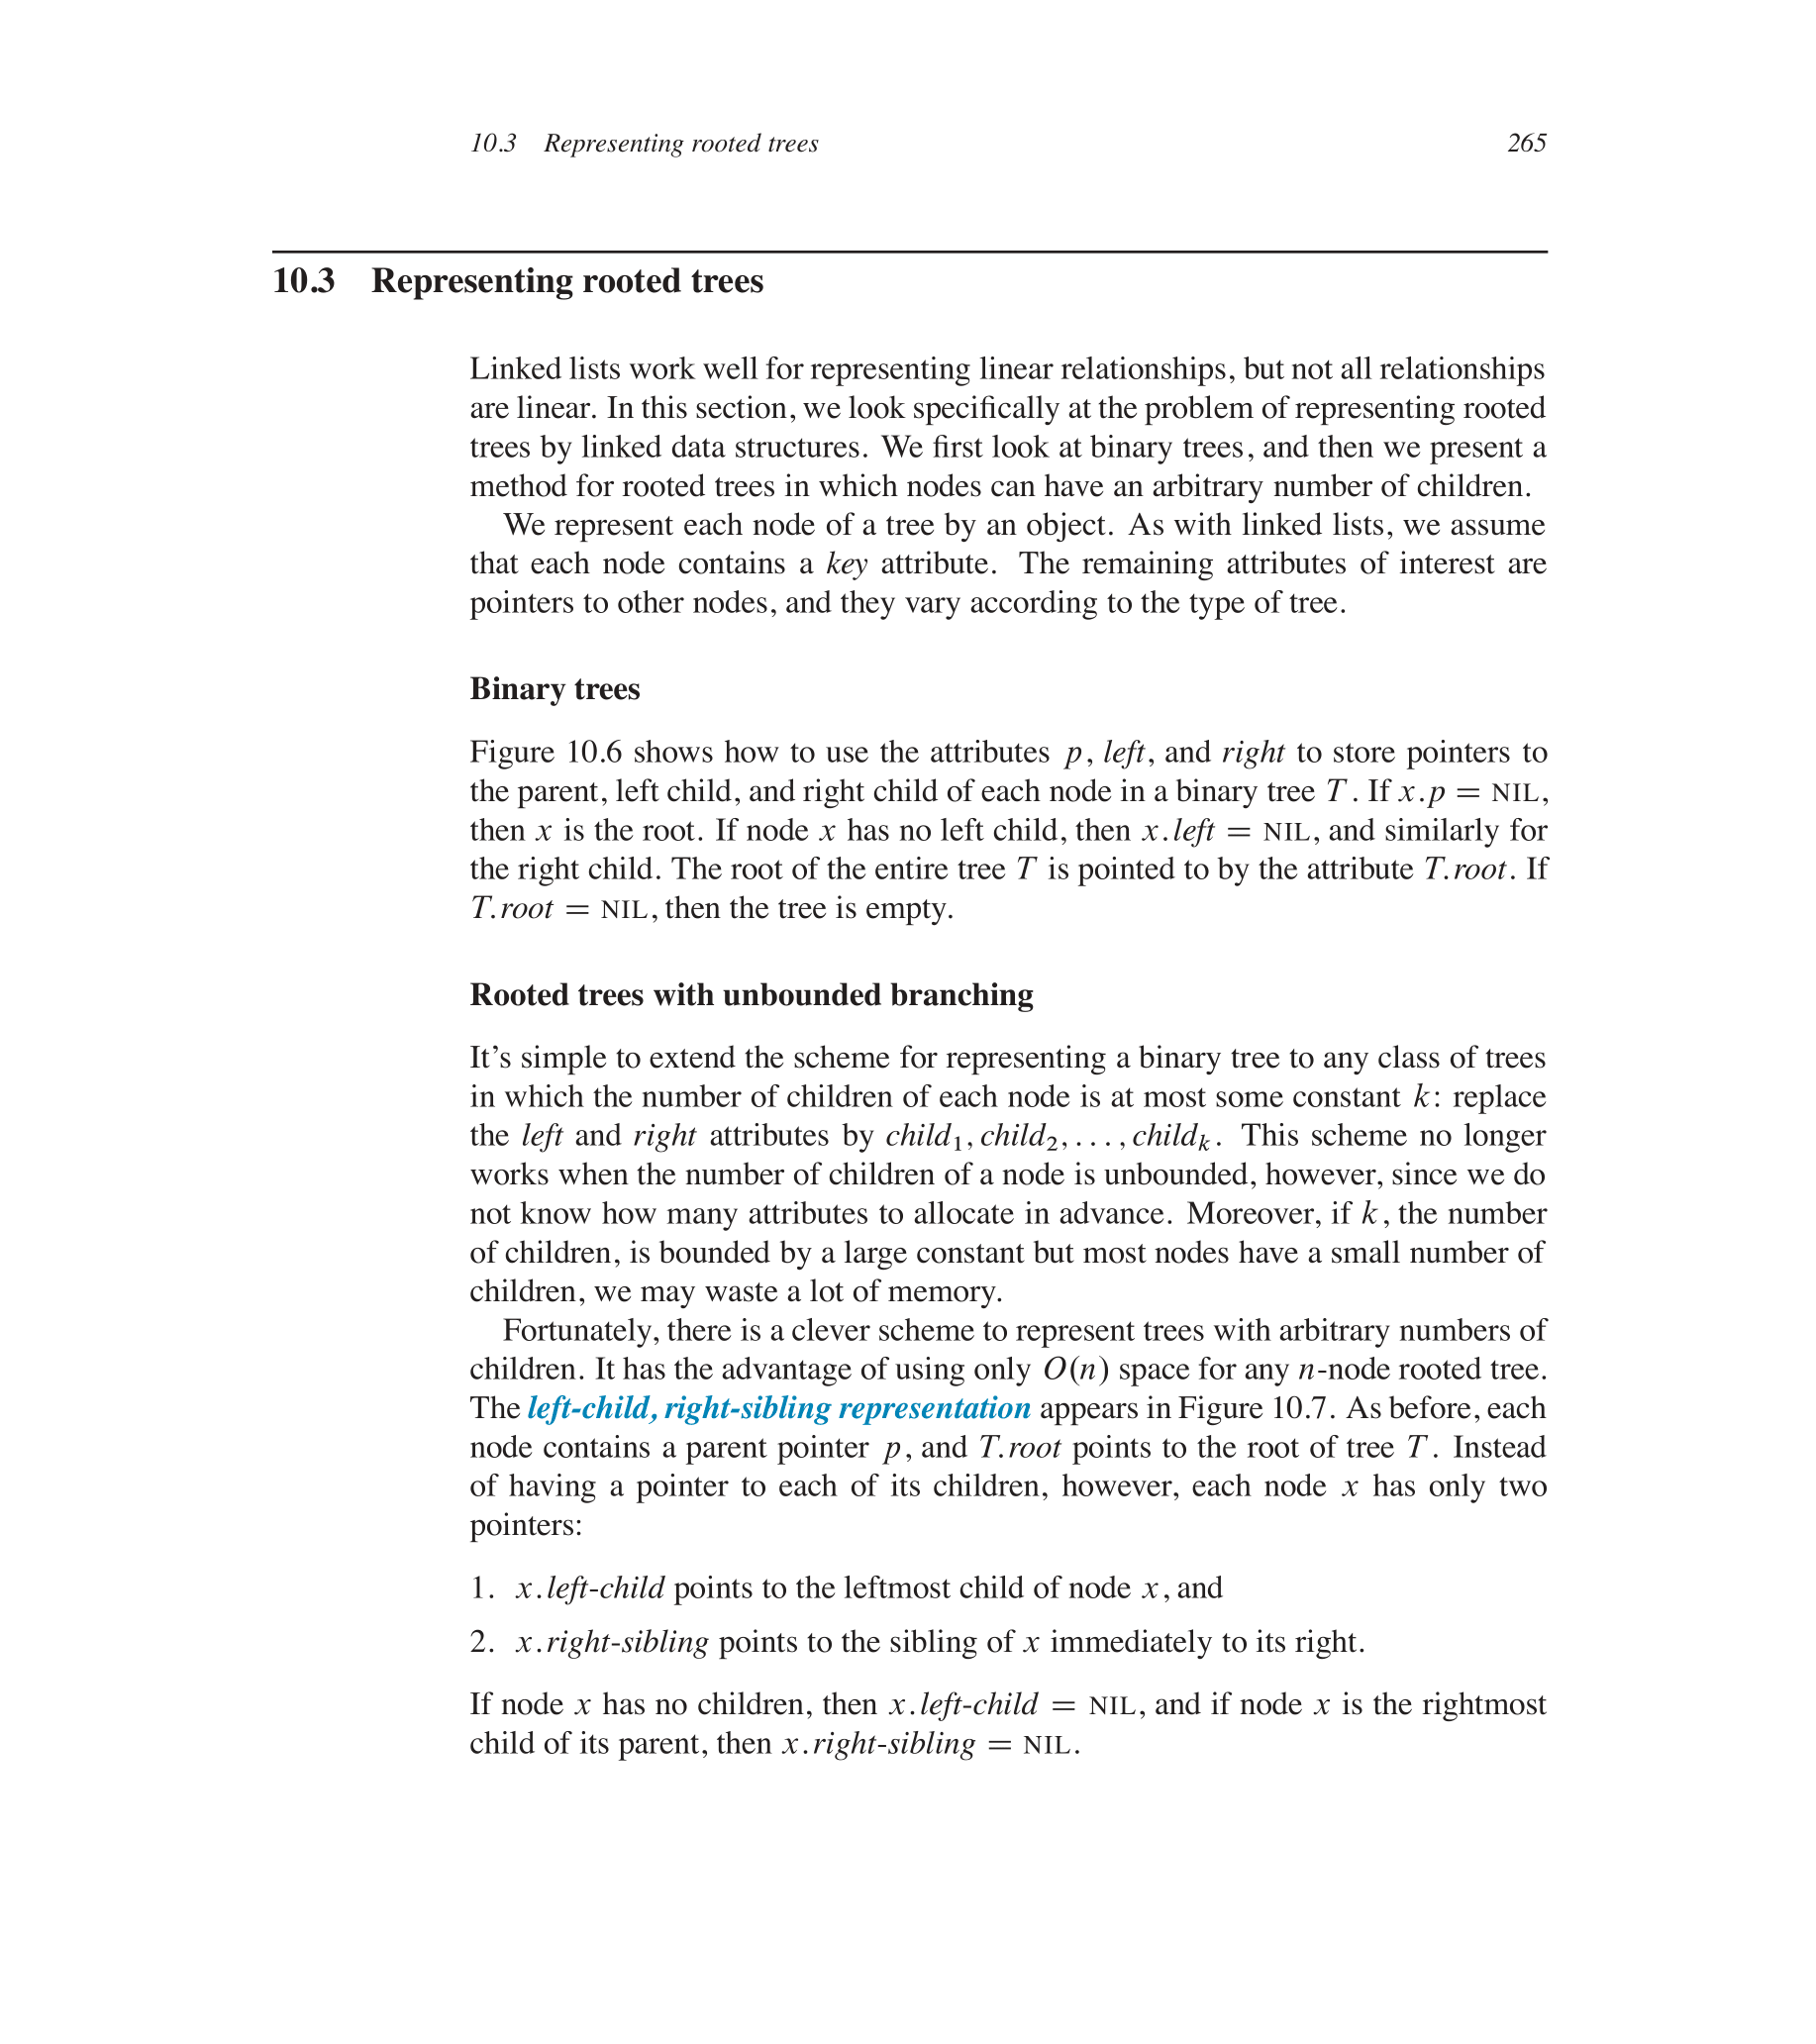 10.3 Representing rooted trees 265
10.3 Representing rooted trees
Linked lists work well for representing linear relationships, but not all relationships
are linear. In this section, we look specifically at the problem of representing rooted
trees by linked data structures. We first look at binary trees, and then we present a
method for rooted trees in which nodes can have an arbitrary number of children.
We represent each node of a tree by an object. As with linked lists, we assume
that each node contains a key attribute. The remaining attributes of interest are
pointers to other nodes, and they vary according to the type of tree.
Binary trees
Figure 10.6 shows how to use the attributes p, left, and right to store pointers to
the parent, left child, and right child of each node in a binary tree T. If x.p = NIL,
then x is the root. If node x has no left child, then x.left = NIL, and similarly for
the right child. The root of the entire tree T is pointed to by the attribute T.root. If
T.root = NIL, then the tree is empty.
Rooted trees with unbounded branching
It’s simple to extend the scheme for representing a binary tree to any class of trees
in which the number of children of each node is at most some constant k: replace
the left and right attributes by child₁, child₂, . . . , childₖ. This scheme no longer
works when the number of children of a node is unbounded, however, since we do
not know how many attributes to allocate in advance. Moreover, if k, the number
of children, is bounded by a large constant but most nodes have a small number of
children, we may waste a lot of memory.
Fortunately, there is a clever scheme to represent trees with arbitrary numbers of
children. It has the advantage of using only O(n) space for any n-node rooted tree.
The left-child, right-sibling representation appears in Figure 10.7. As before, each
node contains a parent pointer p, and T.root points to the root of tree T. Instead
of having a pointer to each of its children, however, each node x has only two
pointers:
1. x.left-child points to the leftmost child of node x, and
2. x.right-sibling points to the sibling of x immediately to its right.
If node x has no children, then x.left-child = NIL, and if node x is the rightmost
child of its parent, then x.right-sibling = NIL.